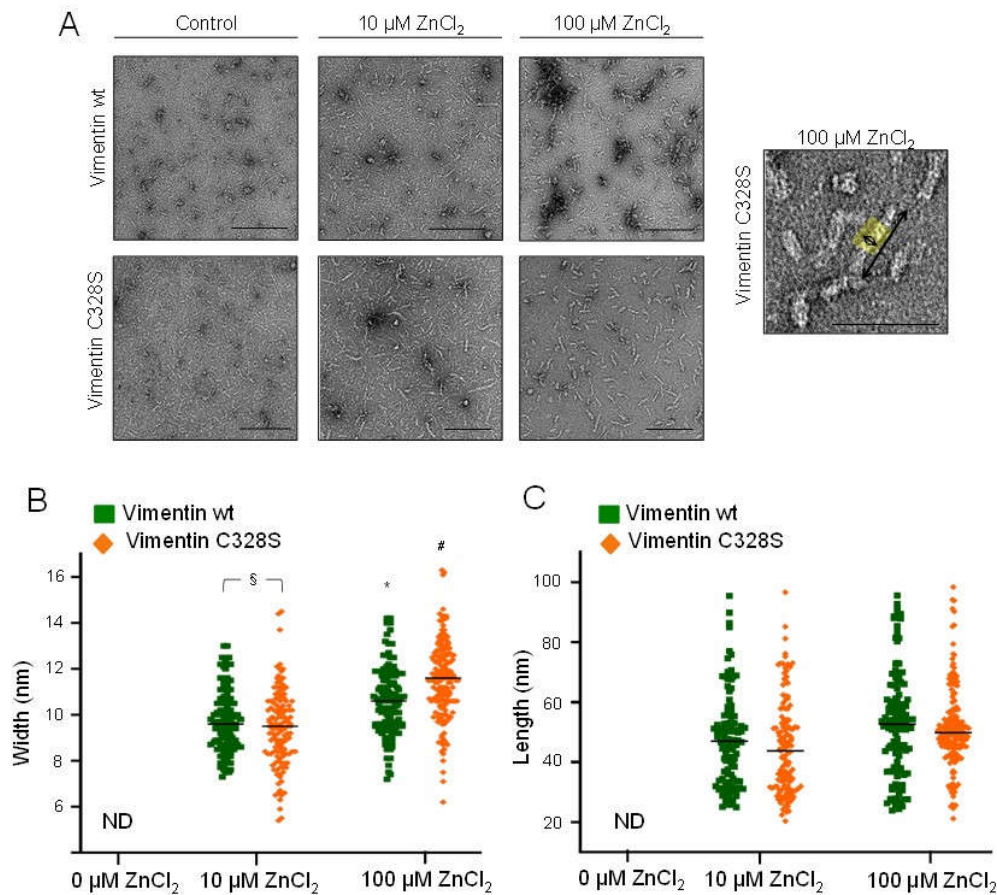 A
Control
10 µM ZnCl₂
100 µM ZnCl₂
Vimentin wt
Vimentin C328S
100 µM ZnCl₂
Vimentin C328S
B
Vimentin wt
Vimentin C328S
Width (nm)
16
14
12
10
8
6
§
*
#
ND
0 µM ZnCl₂
10 µM ZnCl₂
100 µM ZnCl₂
C
Vimentin wt
Vimentin C328S
Length (nm)
100
80
60
40
20
ND
0 µM ZnCl₂
10 µM ZnCl₂
100 µM ZnCl₂